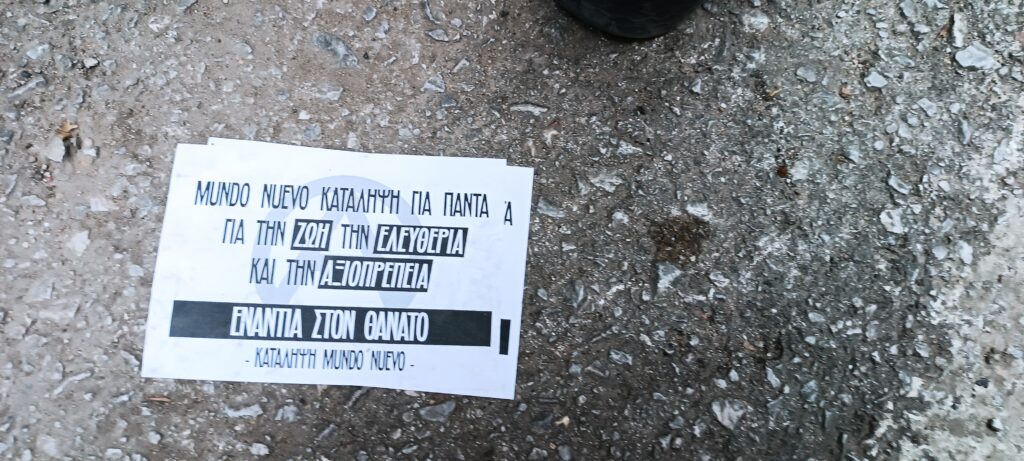 MUNDO NUEVO ΚΑΤΑΛΗΨΗ ΓΙΑ ΠΑΝΤΑ Ά
ΓΙΑ ΤΗΝ ΖΩΗ ΤΗΝ ΕΛΕΥΘΕΡΙΑ
ΚΑΙ ΤΗΝ ΑΞΙΟΠΡΕΠΕΙΑ
ΕΝΑΝΤΙΑ ΣΤΟΝ ΘΑΝΑΤΟ
- ΚΑΤΑΛΗΨΗ MUNDO NUEVO -